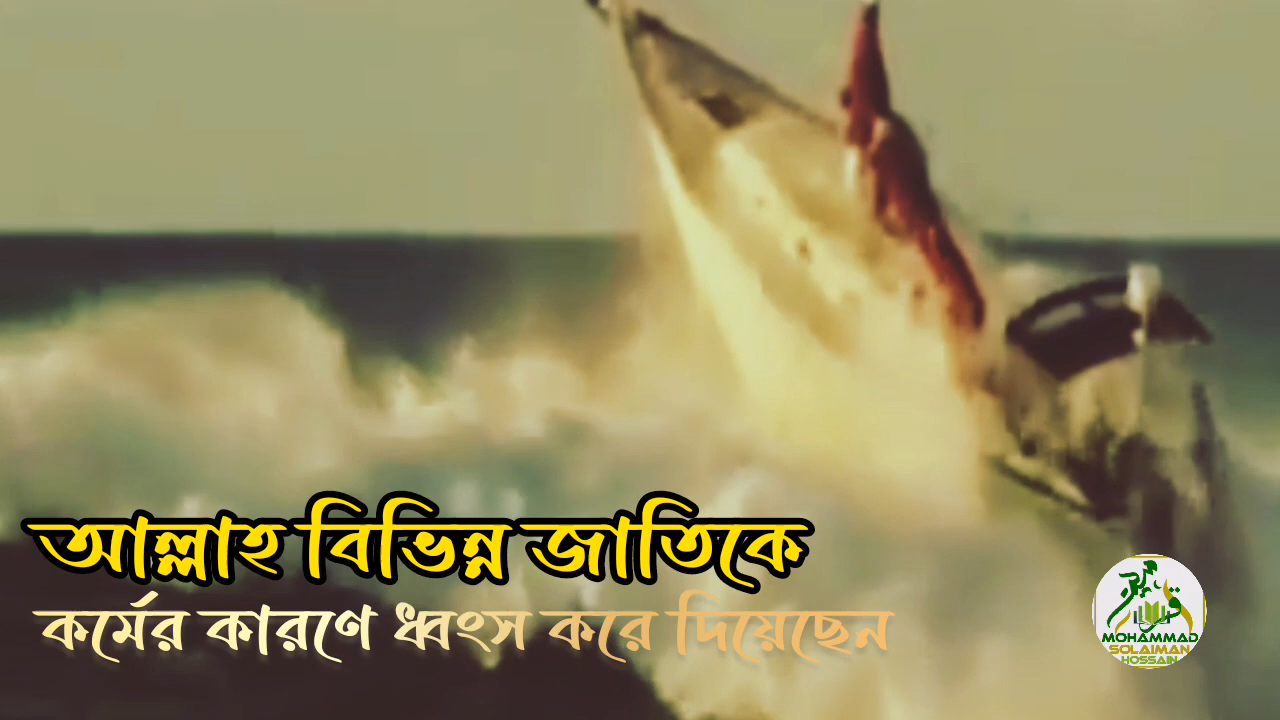 আল্লাহ বিভিন্ন জাতিকে
কর্মের কারণে ধ্বংস করে দিয়েছেন
MOHAMMAD
SOLAIMAN
HOSSAIN